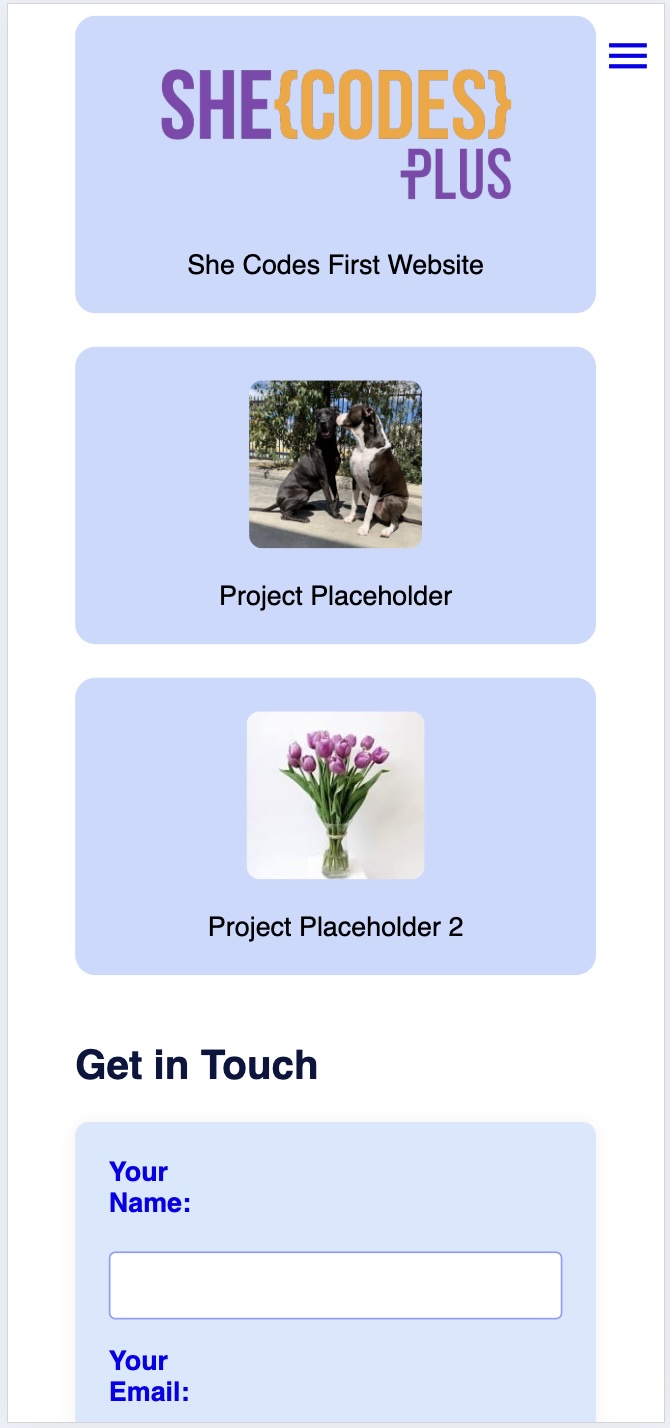 SHE{CODES}
PLUS
She Codes First Website
Project Placeholder
Project Placeholder 2
Get in Touch
Your
Name:
Your
Email: